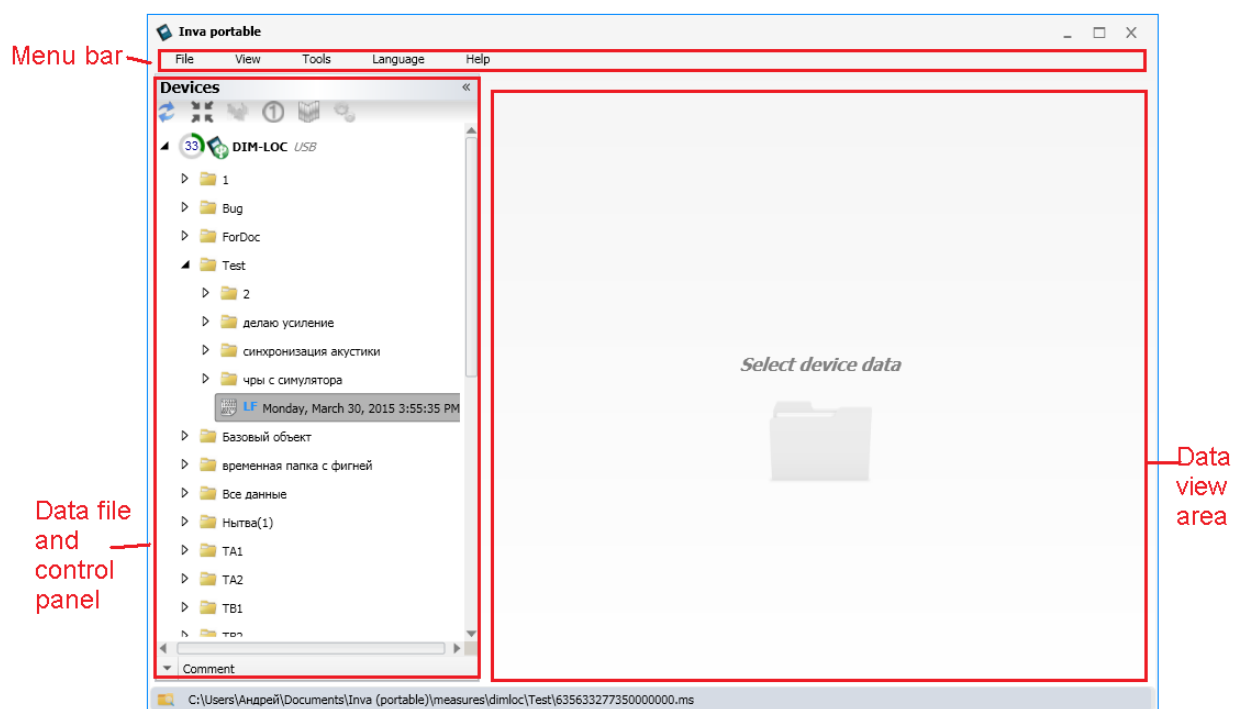 Inva portable
Menu bar
File View Tools Language Help
Devices
33 DIM-LOC USB
1
Bug
ForDoc
Test
2
делаю усиление
синхронизация акустики
чры с симулятора
LF Monday, March 30, 2015 3:55:35 PM
Базовый объект
временная папка с фигней
Все данные
Нытва(1)
TA1
TA2
TB1
TB2
Comment
Data file
and
control
panel
Select device data
Data
view
area
C:\Users\Андрей\Documents\Inva (portable)\measures\dimloc\Test\635633277350000000.ms